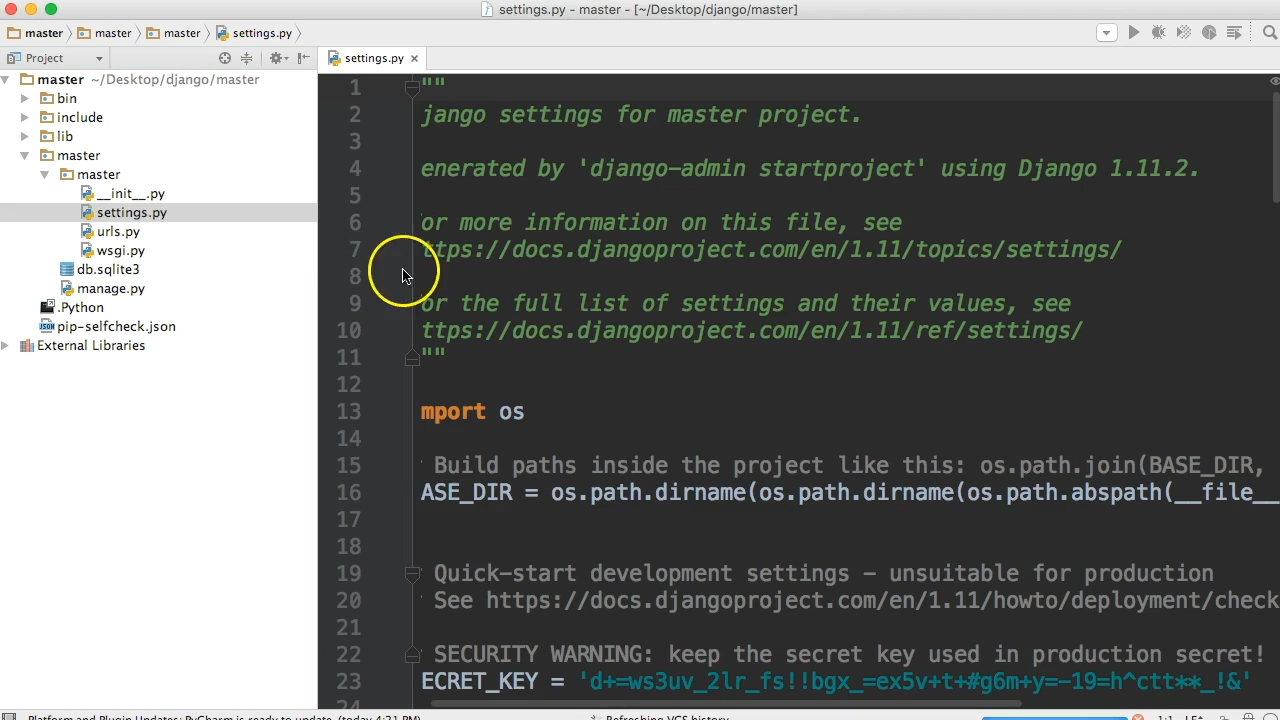 settings.py - master - [~/Desktop/django/master]
master master master settings.py
Project
settings.py
master ~/Desktop/django/master
bin
include
lib
master
master
__init__.py
settings.py
urls.py
wsgi.py
db.sqlite3
manage.py
.Python
pip-selfcheck.json
External Libraries
1 ""
2 jango settings for master project.
3
4 enerated by 'django-admin startproject' using Django 1.11.2.
5
6 or more information on this file, see
7 ttps://docs.djangoproject.com/en/1.11/topics/settings/
8
9 or the full list of settings and their values, see
10 ttps://docs.djangoproject.com/en/1.11/ref/settings/
11 ""
12
13 mport os
14
15 Build paths inside the project like this: os.path.join(BASE_DIR,
16 ASE_DIR = os.path.dirname(os.path.dirname(os.path.abspath(__file__
17
18
19 Quick-start development settings - unsuitable for production
20 See https://docs.djangoproject.com/en/1.11/howto/deployment/check
21
22 SECURITY WARNING: keep the secret key used in production secret!
23 ECRET_KEY = 'd+=ws3uv_2lr_fs!!bgx_=ex5v+t+#g6m+y=-19=h^ctt**_!&'
24
Platform and Plugin Updates: PyCharm is ready to update. (today 4:21 PM) Refreshing VCS history 1:1